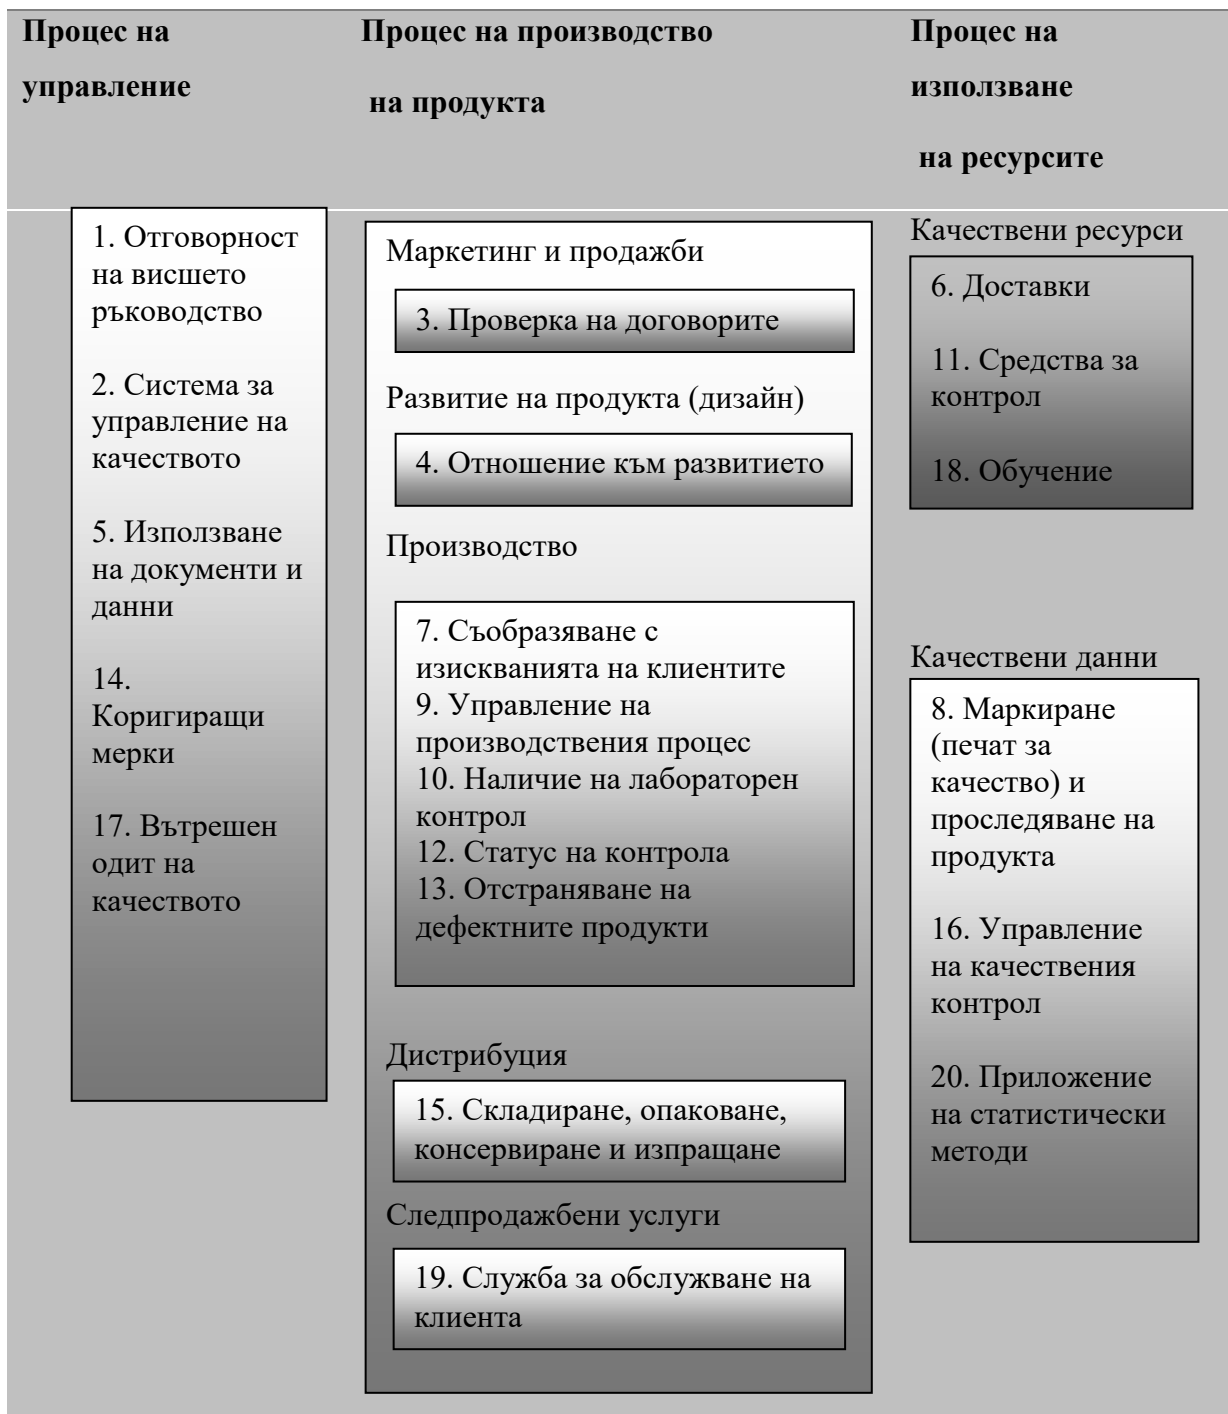 Процес на
управление
Процес на производство
на продукта
Процес на
използване
на ресурсите
1. Отговорност
на висшето
ръководство
2. Система за
управление на
качеството
5. Използване
на документи и
данни
14.
Коригиращи
мерки
17. Вътрешен
одит на
качеството
Маркетинг и продажби
3. Проверка на договорите
Развитие на продукта (дизайн)
4. Отношение към развитието
Производство
7. Съобразяване с
изискванията на клиентите
9. Управление на
производствения процес
10. Наличие на лабораторен
контрол
12. Статус на контрола
13. Отстраняване на
дефектните продукти
Дистрибуция
15. Складиране, опаковане,
консервиране и изпращане
Следпродажбени услуги
19. Служба за обслужване на
клиента
Качествени ресурси
6. Доставки
11. Средства за
контрол
18. Обучение
Качествени данни
8. Маркиране
(печат за
качество) и
проследяване на
продукта
16. Управление
на качествения
контрол
20. Приложение
на статистически
методи